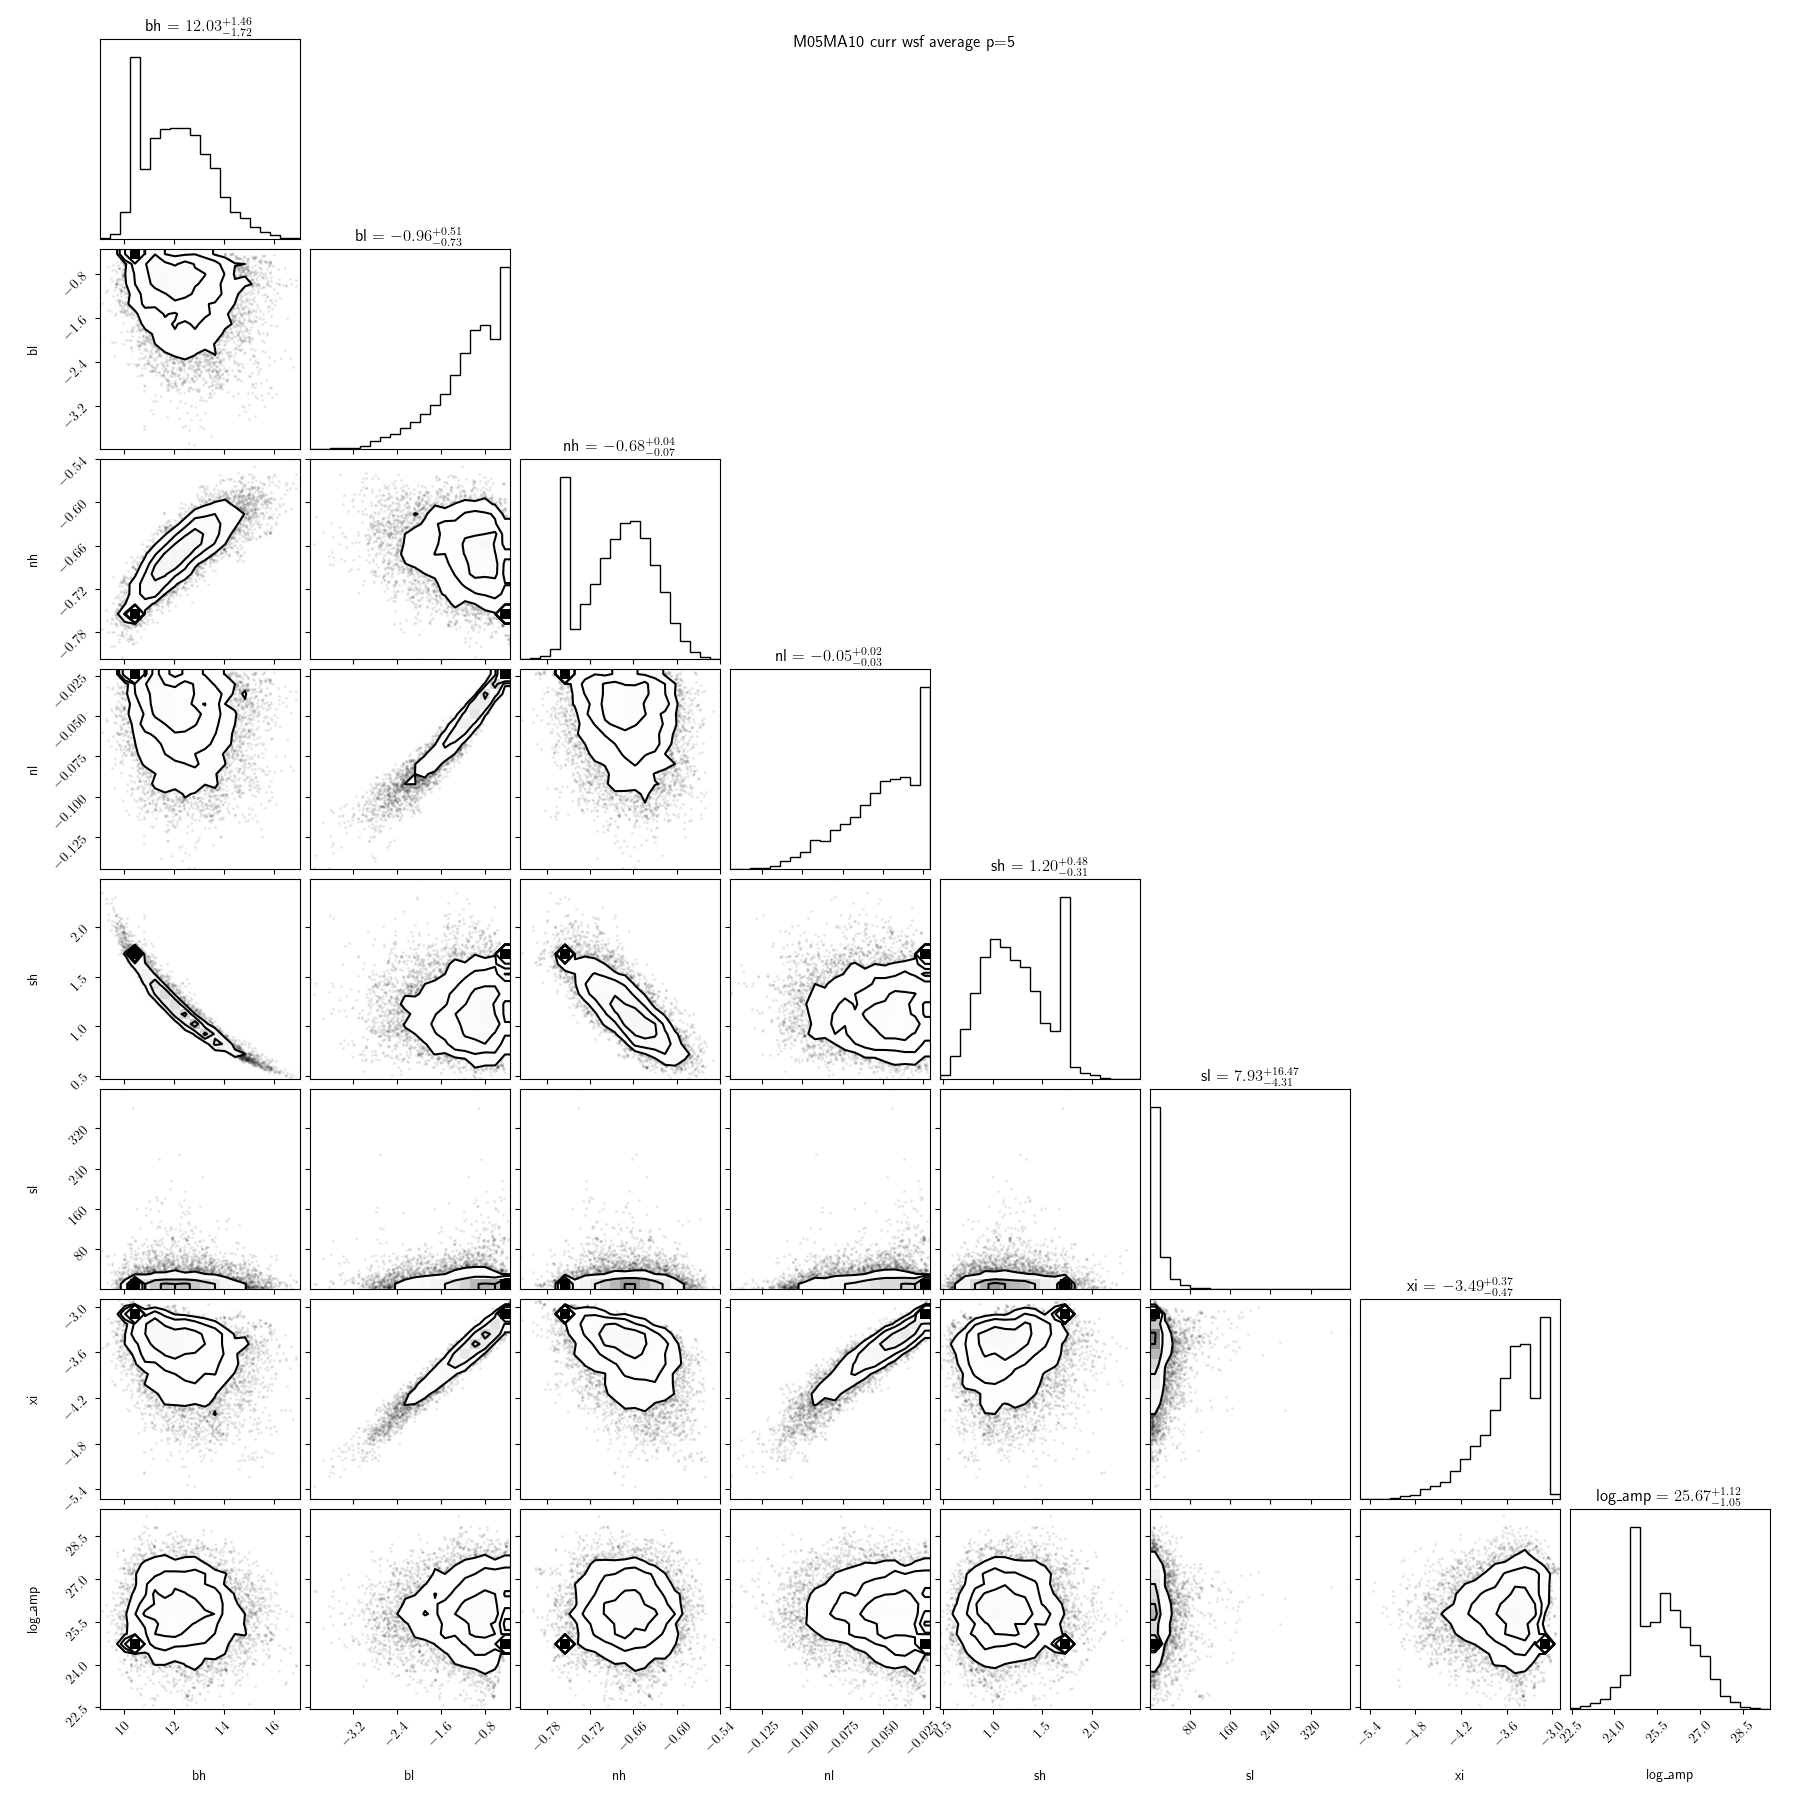 bh = 12.03^{+1.46}_{-1.72}
M05MA10 curr wsf average p=5
bl = −0.96^{+0.51}_{-0.73}
−0.8
−1.6
−2.4
−3.2
bl
nh = −0.68^{+0.04}_{-0.07}
−0.54
−0.60
−0.66
−0.72
−0.78
nh
nl = −0.05^{+0.02}_{-0.03}
−0.025
−0.050
−0.075
−0.100
−0.125
nl
sh = 1.20^{+0.48}_{-0.31}
2.0
1.5
1.0
0.5
sh
sl = 7.93^{+16.47}_{-4.31}
320
240
160
80
sl
xi = −3.49^{+0.37}_{-0.47}
−3.0
−3.6
−4.2
−4.8
−5.4
xi
log_amp = 25.67^{+1.12}_{-1.05}
28.5
27.0
25.5
24.0
22.5
log_amp
10 12 14 16
−3.2 −2.4 −1.6 −0.8
−0.78 −0.72 −0.66 −0.60 −0.54
−0.125 −0.100 −0.075 −0.050 −0.025
0.5 1.0 1.5 2.0
80 160 240 320
−5.4 −4.8 −4.2 −3.6 −3.0
22.5 24.0 25.5 27.0 28.5
bh bl nh nl sh sl xi log_amp